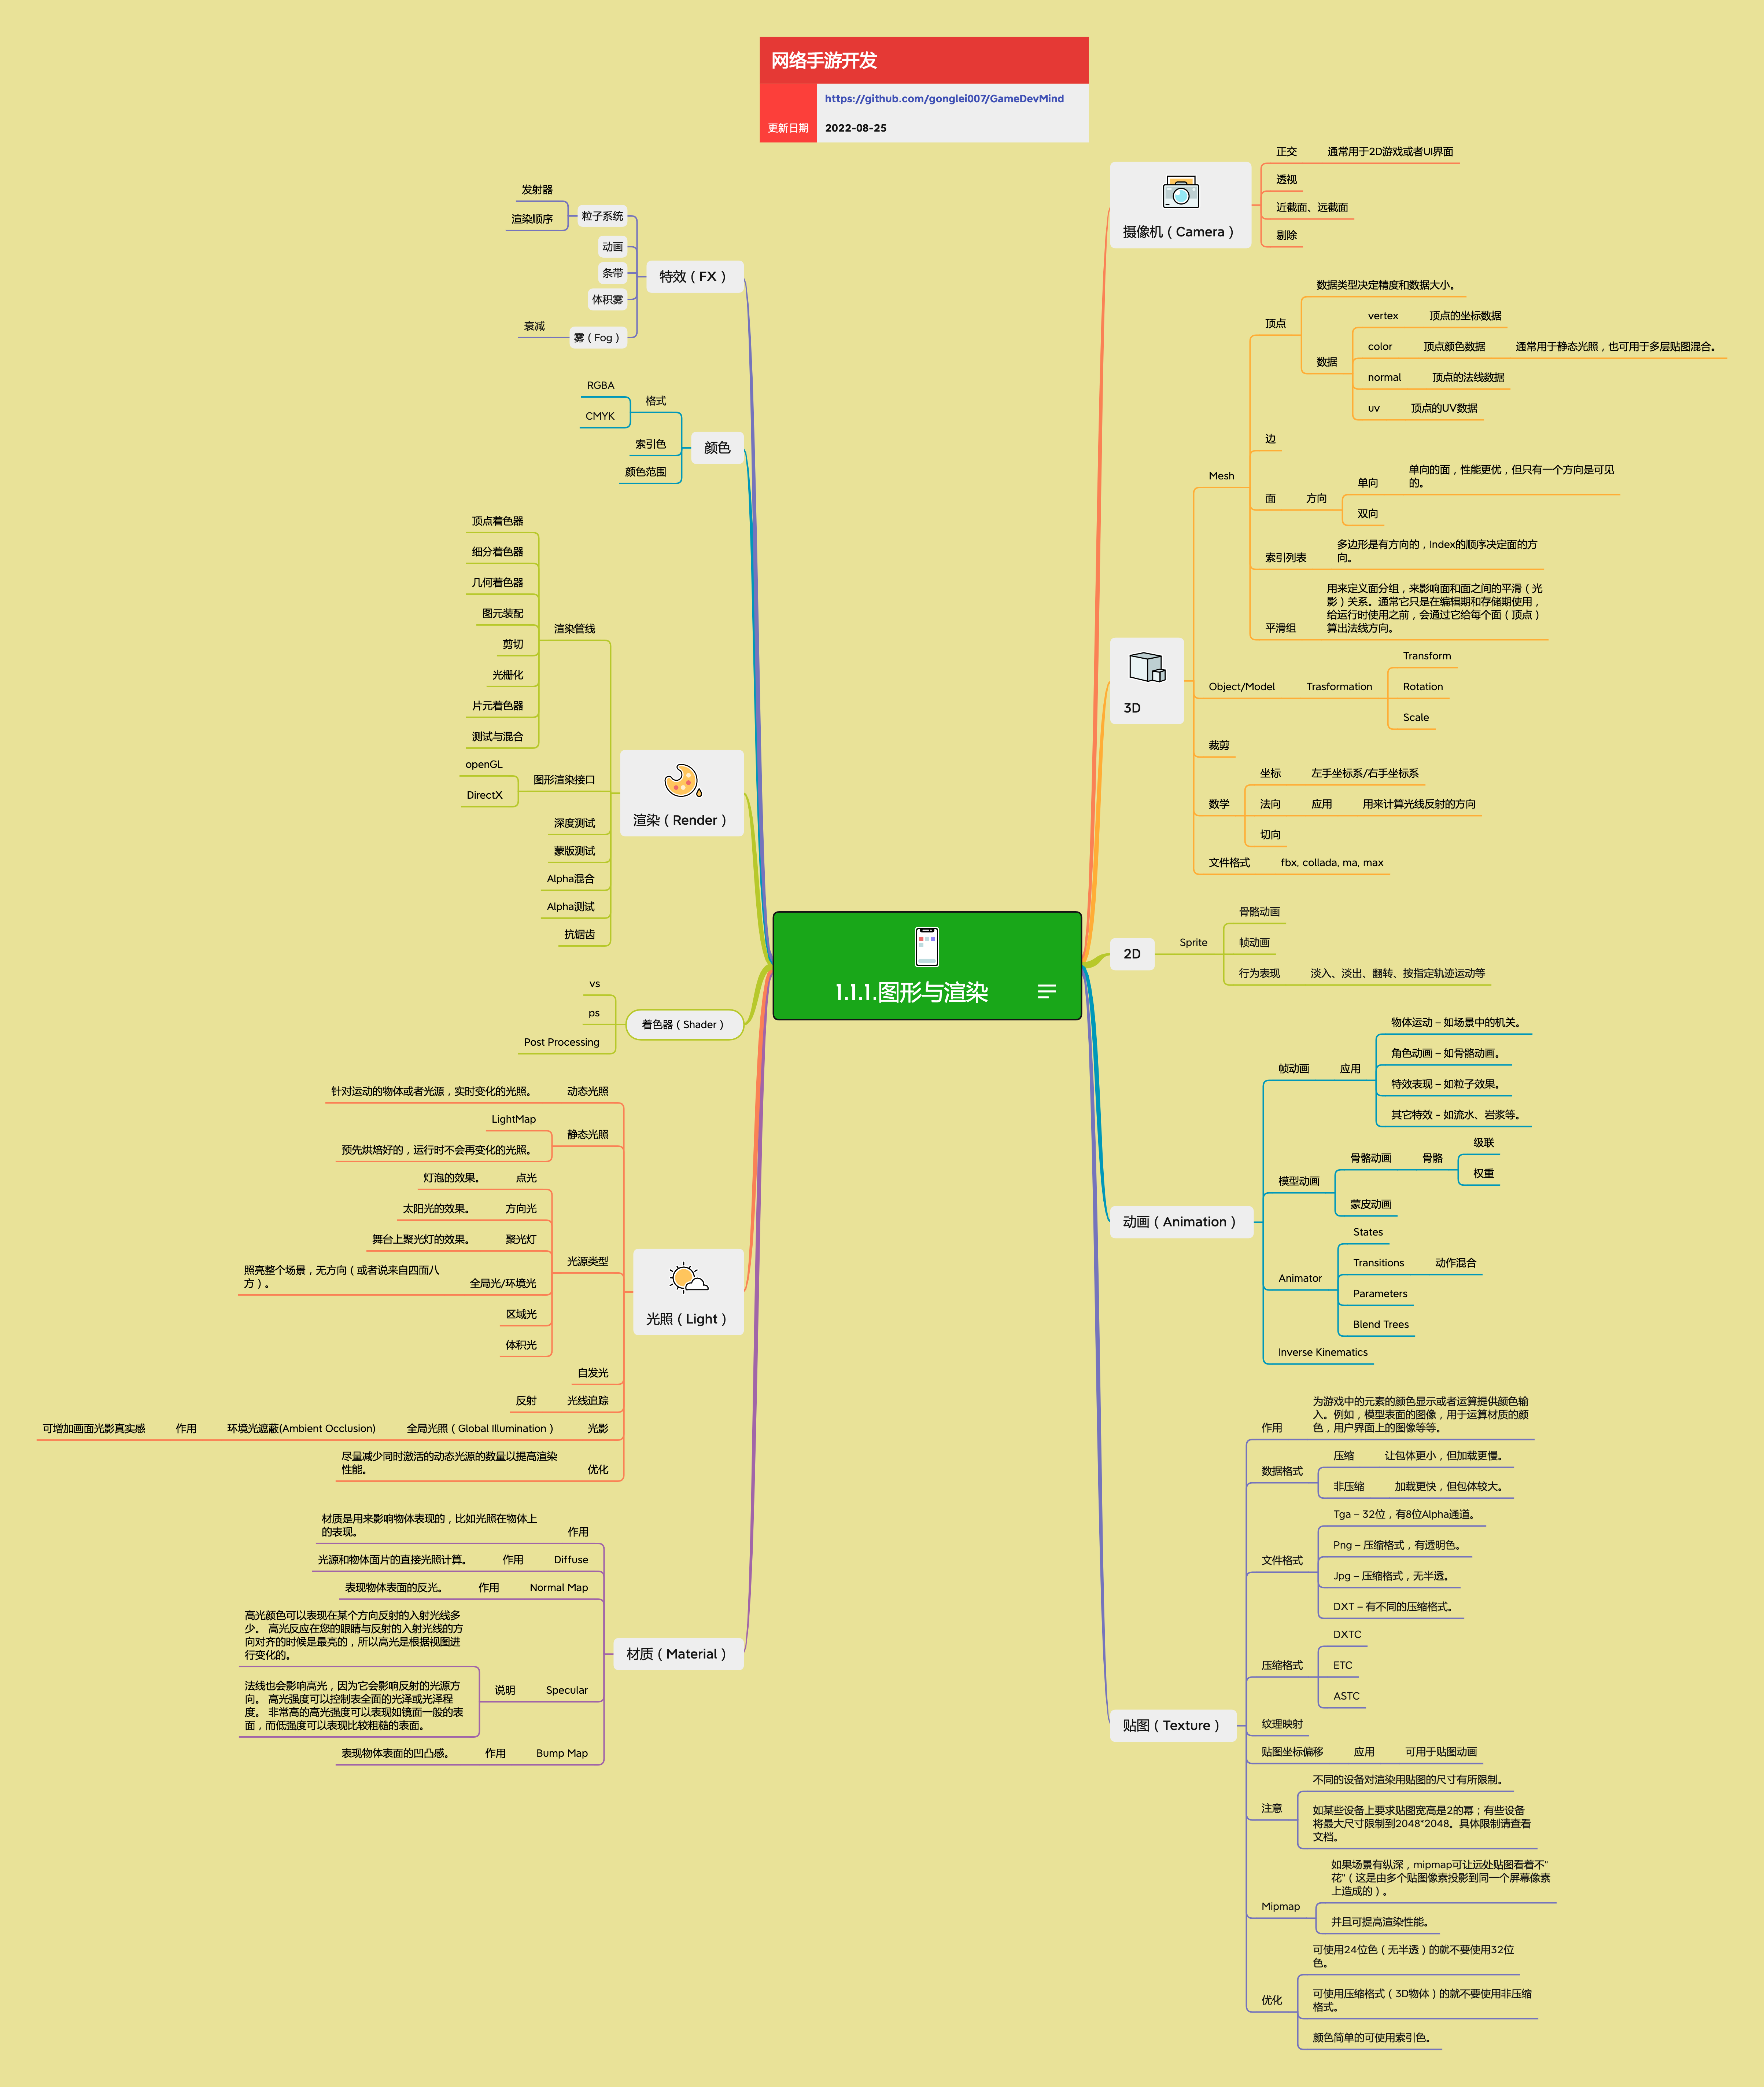 网络手游开发
https://github.com/gonglei007/GameDevMind
更新日期
2022-08-25
1.1.1.图形与渲染
摄像机（Camera）
正交
通常用于2D游戏或者UI界面
透视
近截面、远截面
剔除
3D
Mesh
顶点
数据类型决定精度和数据大小。
数据
vertex
顶点的坐标数据
color
顶点颜色数据
通常用于静态光照，也可用于多层贴图混合。
normal
顶点的法线数据
uv
顶点的UV数据
边
面
方向
单向
单向的面，性能更优，但只有一个方向是可见
的。
双向
索引列表
多边形是有方向的，Index的顺序决定面的方
向。
平滑组
用来定义面分组，来影响面和面之间的平滑（光
影）关系。通常它只是在编辑期和存储期使用，
给运行时使用之前，会通过它给每个面（顶点）
算出法线方向。
Object/Model
Trasformation
Transform
Rotation
Scale
裁剪
数学
坐标
左手坐标系/右手坐标系
法向
应用
用来计算光线反射的方向
切向
文件格式
fbx, collada, ma, max
2D
Sprite
骨骼动画
帧动画
行为表现
淡入、淡出、翻转、按指定轨迹运动等
动画（Animation）
帧动画
应用
物体运动 – 如场景中的机关。
角色动画 – 如骨骼动画。
特效表现 – 如粒子效果。
其它特效 - 如流水、岩浆等。
模型动画
骨骼动画
骨骼
级联
权重
蒙皮动画
Animator
States
Transitions
动作混合
Parameters
Blend Trees
Inverse Kinematics
贴图（Texture）
作用
为游戏中的元素的颜色显示或者运算提供颜色输
入。例如，模型表面的图像，用于运算材质的颜
色，用户界面上的图像等等。
数据格式
压缩
让包体更小，但加载更慢。
非压缩
加载更快，但包体较大。
文件格式
Tga – 32位，有8位Alpha通道。
Png – 压缩格式，有透明色。
Jpg – 压缩格式，无半透。
DXT – 有不同的压缩格式。
压缩格式
DXTC
ETC
ASTC
纹理映射
贴图坐标偏移
应用
可用于贴图动画
注意
不同的设备对渲染用贴图的尺寸有所限制。
如某些设备上要求贴图宽高是2的幂；有些设备
将最大尺寸限制到2048*2048。具体限制请查看
文档。
Mipmap
如果场景有纵深，mipmap可让远处贴图看着不"
花"（这是由多个贴图像素投影到同一个屏幕像素
上造成的）。
并且可提高渲染性能。
优化
可使用24位色（无半透）的就不要使用32位
色。
可使用压缩格式（3D物体）的就不要使用非压缩
格式。
颜色简单的可使用索引色。
特效（FX）
粒子系统
发射器
渲染顺序
动画
条带
体积雾
雾（Fog）
衰减
颜色
格式
RGBA
CMYK
索引色
颜色范围
渲染（Render）
渲染管线
顶点着色器
细分着色器
几何着色器
图元装配
剪切
光栅化
片元着色器
测试与混合
图形渲染接口
openGL
DirectX
深度测试
蒙版测试
Alpha混合
Alpha测试
抗锯齿
着色器（Shader）
vs
ps
Post Processing
光照（Light）
动态光照
针对运动的物体或者光源，实时变化的光照。
静态光照
LightMap
预先烘焙好的，运行时不会再变化的光照。
光源类型
点光
灯泡的效果。
方向光
太阳光的效果。
聚光灯
舞台上聚光灯的效果。
全局光/环境光
照亮整个场景，无方向（或者说来自四面八
方）。
区域光
体积光
自发光
光线追踪
反射
光影
全局光照（Global Illumination）
环境光遮蔽(Ambient Occlusion)
作用
可增加画面光影真实感
优化
尽量减少同时激活的动态光源的数量以提高渲染
性能。
材质（Material）
作用
材质是用来影响物体表现的，比如光照在物体上
的表现。
Diffuse
作用
光源和物体面片的直接光照计算。
Normal Map
作用
表现物体表面的反光。
Specular
说明
高光颜色可以表现在某个方向反射的入射光线多
少。 高光反应在您的眼睛与反射的入射光线的方
向对齐的时候是最亮的，所以高光是根据视图进
行变化的。
法线也会影响高光，因为它会影响反射的光源方
向。 高光强度可以控制表全面的光泽或光泽程
度。 非常高的高光强度可以表现如镜面一般的表
面，而低强度可以表现比较粗糙的表面。
Bump Map
作用
表现物体表面的凹凸感。